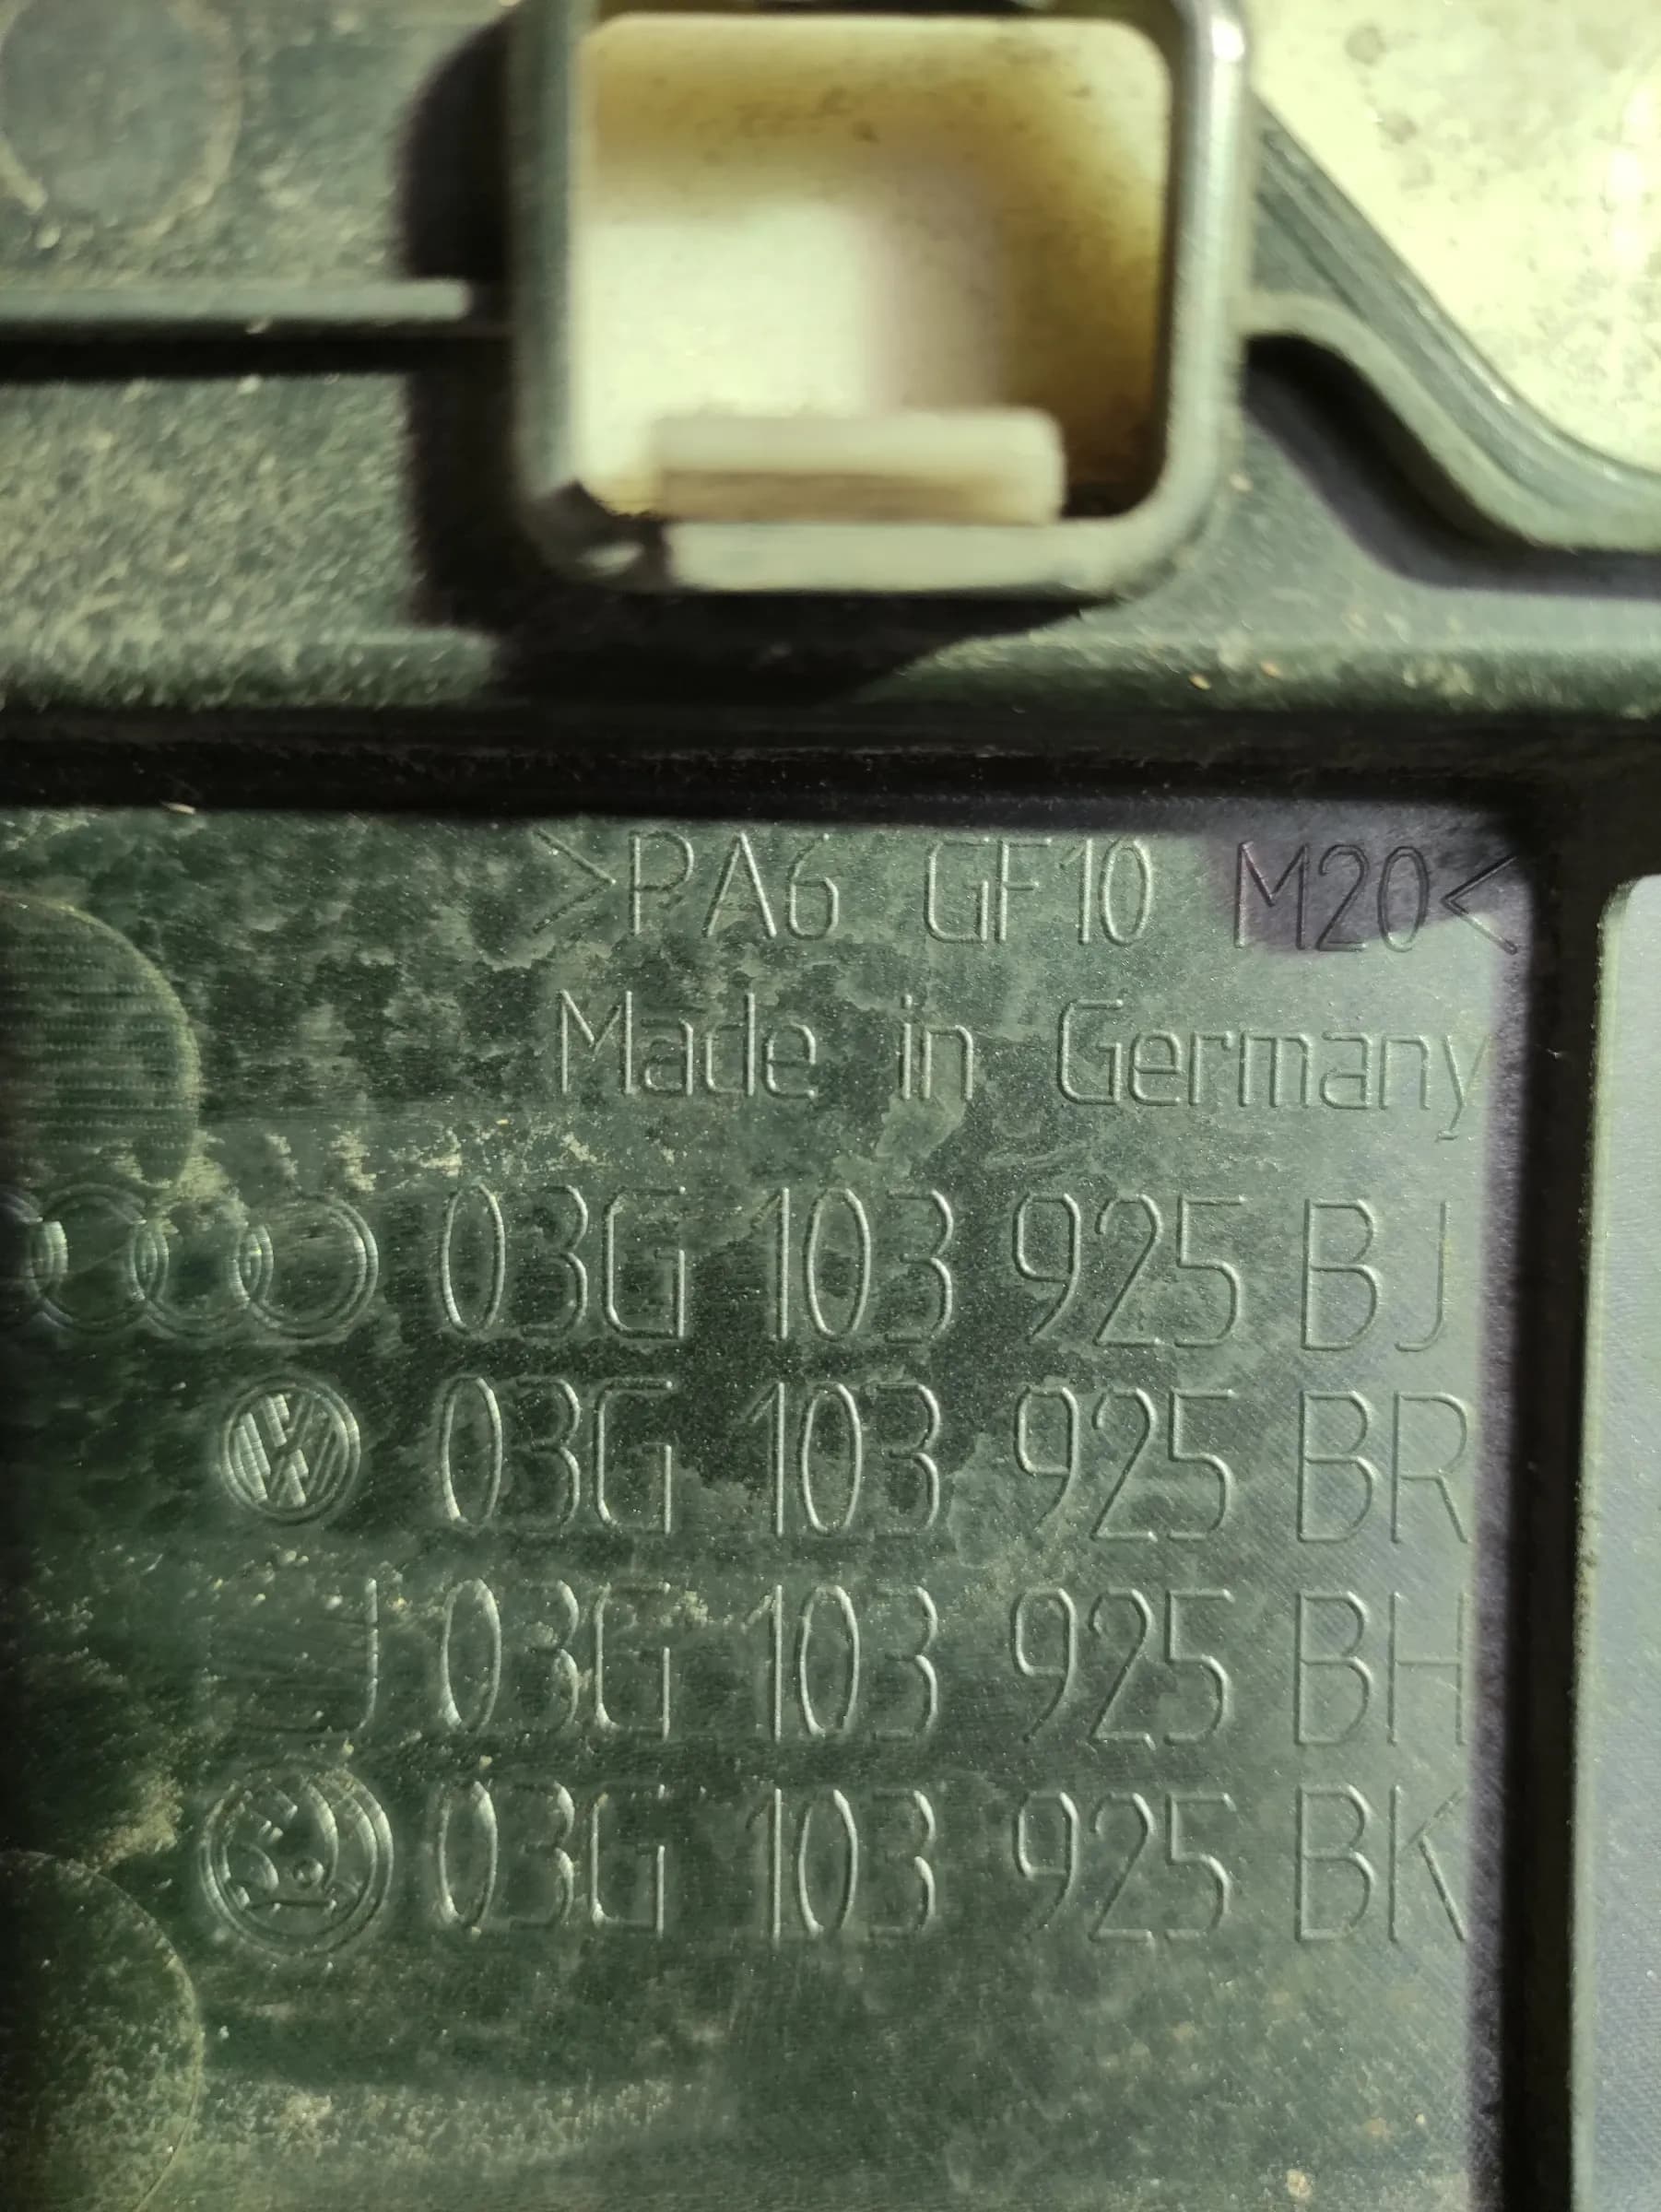 >PA6 GF10 M20<
Made in Germany
03G 103 925 BJ
03G 103 925 BR
03G 103 925 BH
03G 103 925 BK